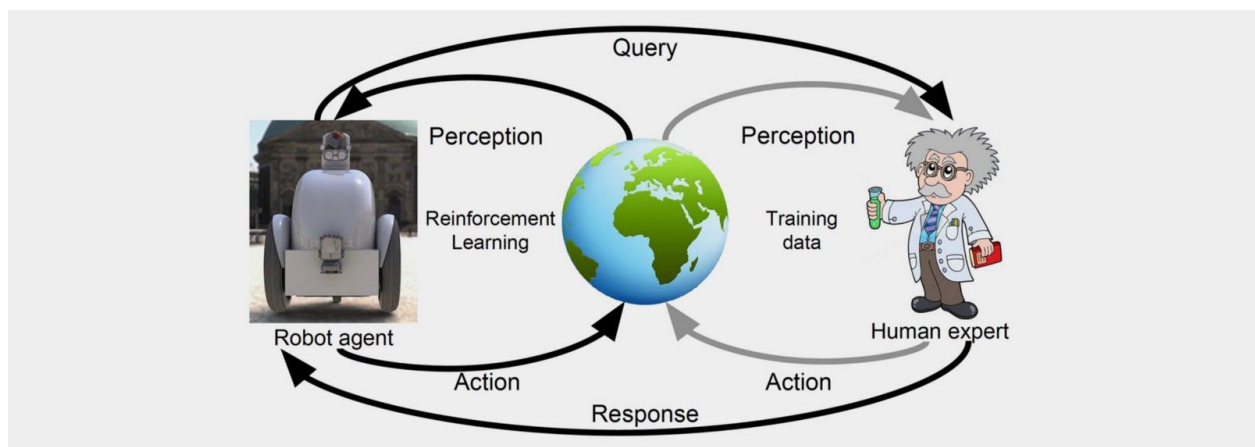 Query
Perception
Perception
Reinforcement
Learning
Training
data
Robot agent
Human expert
Action
Action
Response